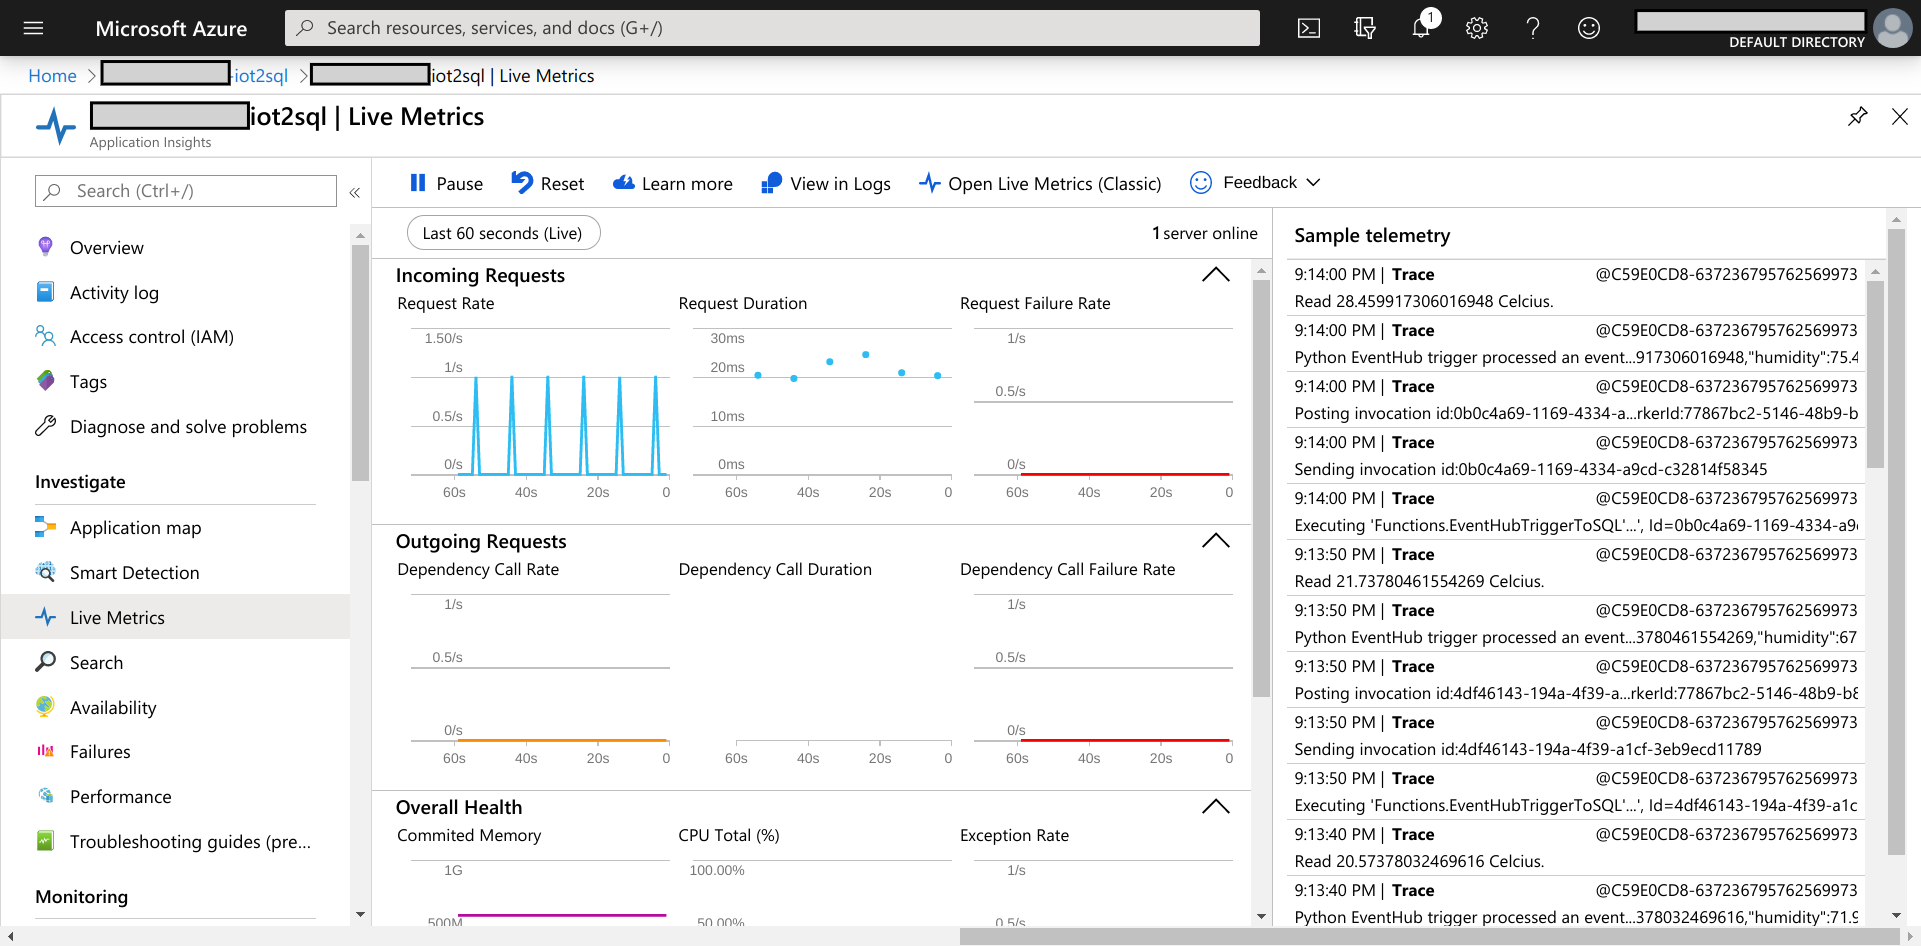 Microsoft Azure
Search resources, services, and docs (G+/)
1
DEFAULT DIRECTORY
Home > -iot2sql > iot2sql | Live Metrics
iot2sql | Live Metrics
Application Insights
Search (Ctrl+/)
«
Overview
Activity log
Access control (IAM)
Tags
Diagnose and solve problems
Investigate
Application map
Smart Detection
Live Metrics
Search
Availability
Failures
Performance
Troubleshooting guides (pre...
Monitoring
Pause
Reset
Learn more
View in Logs
Open Live Metrics (Classic)
Feedback
Last 60 seconds (Live)
1 server online
Incoming Requests
Request Rate
1.50/s
1/s
0.5/s
0/s
60s 40s 20s 0
Request Duration
30ms
20ms
10ms
0ms
60s 40s 20s 0
Request Failure Rate
1/s
0.5/s
0/s
60s 40s 20s 0
Outgoing Requests
Dependency Call Rate
1/s
0.5/s
0/s
60s 40s 20s 0
Dependency Call Duration
60s 40s 20s 0
Dependency Call Failure Rate
1/s
0.5/s
0/s
60s 40s 20s 0
Overall Health
Commited Memory
1G
500M
CPU Total (%)
100.00%
50.00%
Exception Rate
1/s
0.5/s
Sample telemetry
9:14:00 PM | Trace @C59E0CD8-637236795762569973
Read 28.459917306016948 Celcius.
9:14:00 PM | Trace @C59E0CD8-637236795762569973
Python EventHub trigger processed an event...917306016948,"humidity":75.4
9:14:00 PM | Trace @C59E0CD8-637236795762569973
Posting invocation id:0b0c4a69-1169-4334-a...rkerId:77867bc2-5146-48b9-b
9:14:00 PM | Trace @C59E0CD8-637236795762569973
Sending invocation id:0b0c4a69-1169-4334-a9cd-c32814f58345
9:14:00 PM | Trace @C59E0CD8-637236795762569973
Executing 'Functions.EventHubTriggerToSQL'...', Id=0b0c4a69-1169-4334-a9c
9:13:50 PM | Trace @C59E0CD8-637236795762569973
Read 21.73780461554269 Celcius.
9:13:50 PM | Trace @C59E0CD8-637236795762569973
Python EventHub trigger processed an event...3780461554269,"humidity":67
9:13:50 PM | Trace @C59E0CD8-637236795762569973
Posting invocation id:4df46143-194a-4f39-a...rkerId:77867bc2-5146-48b9-b8
9:13:50 PM | Trace @C59E0CD8-637236795762569973
Sending invocation id:4df46143-194a-4f39-a1cf-3eb9ecd11789
9:13:50 PM | Trace @C59E0CD8-637236795762569973
Executing 'Functions.EventHubTriggerToSQL'...', Id=4df46143-194a-4f39-a1c
9:13:40 PM | Trace @C59E0CD8-637236795762569973
Read 20.57378032469616 Celcius.
9:13:40 PM | Trace @C59E0CD8-637236795762569973
Python EventHub trigger processed an event...378032469616,"humidity":71.9